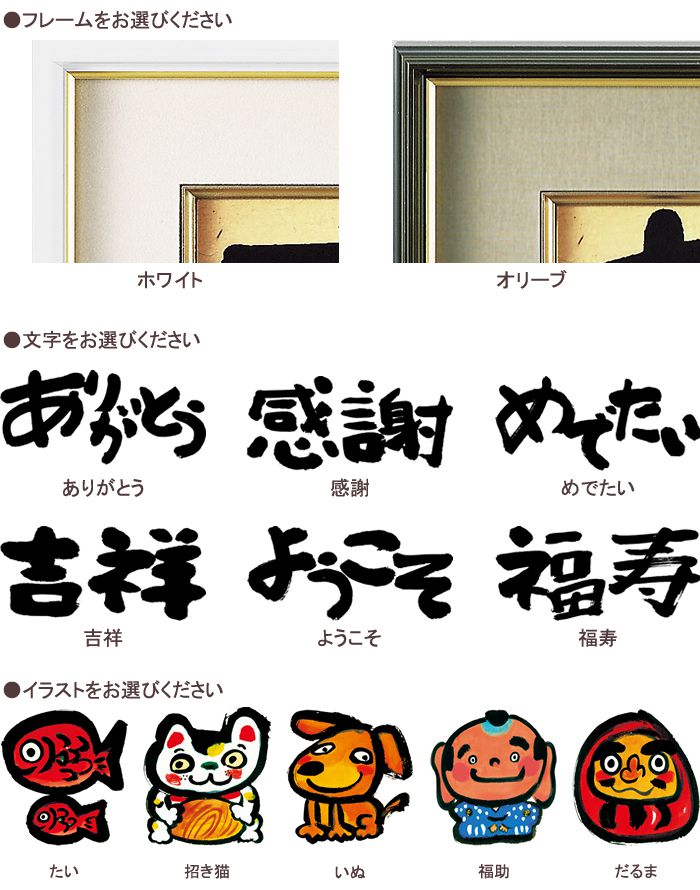 ●フレームをお選びください
ホワイト オリーブ
●文字をお選びください
ありがとう 感謝 めでたい
ありがとう 感謝 めでたい
吉祥 ようこそ 福寿
吉祥 ようこそ 福寿
●イラストをお選びください
たい 招き猫 いぬ 福助 だるま